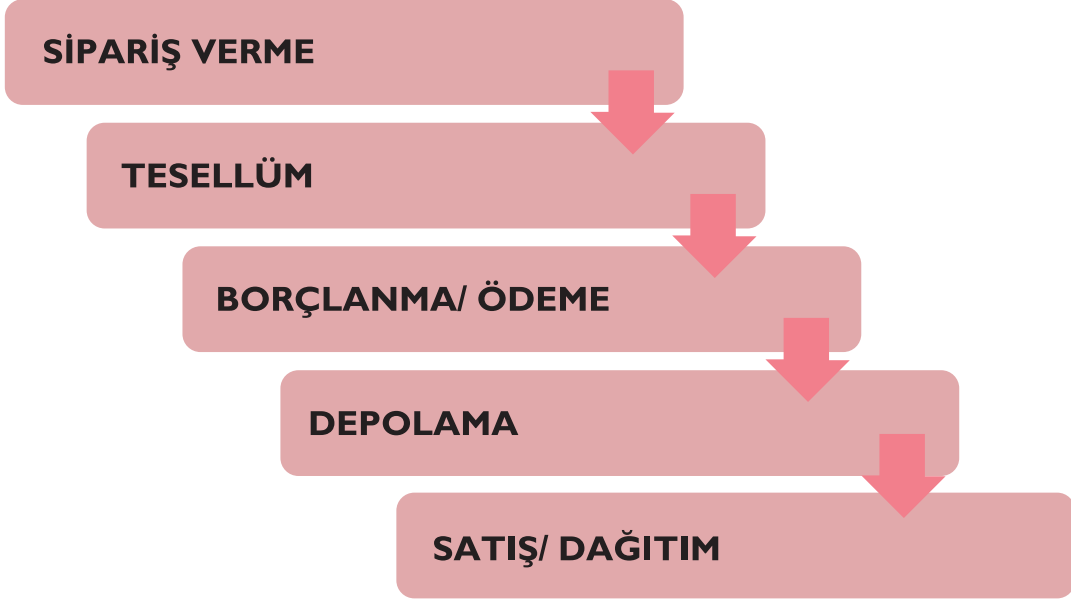 SİPARİŞ VERME
TESELLÜM
BORÇLANMA/ ÖDEME
DEPOLAMA
SATIŞ/ DAĞITIM